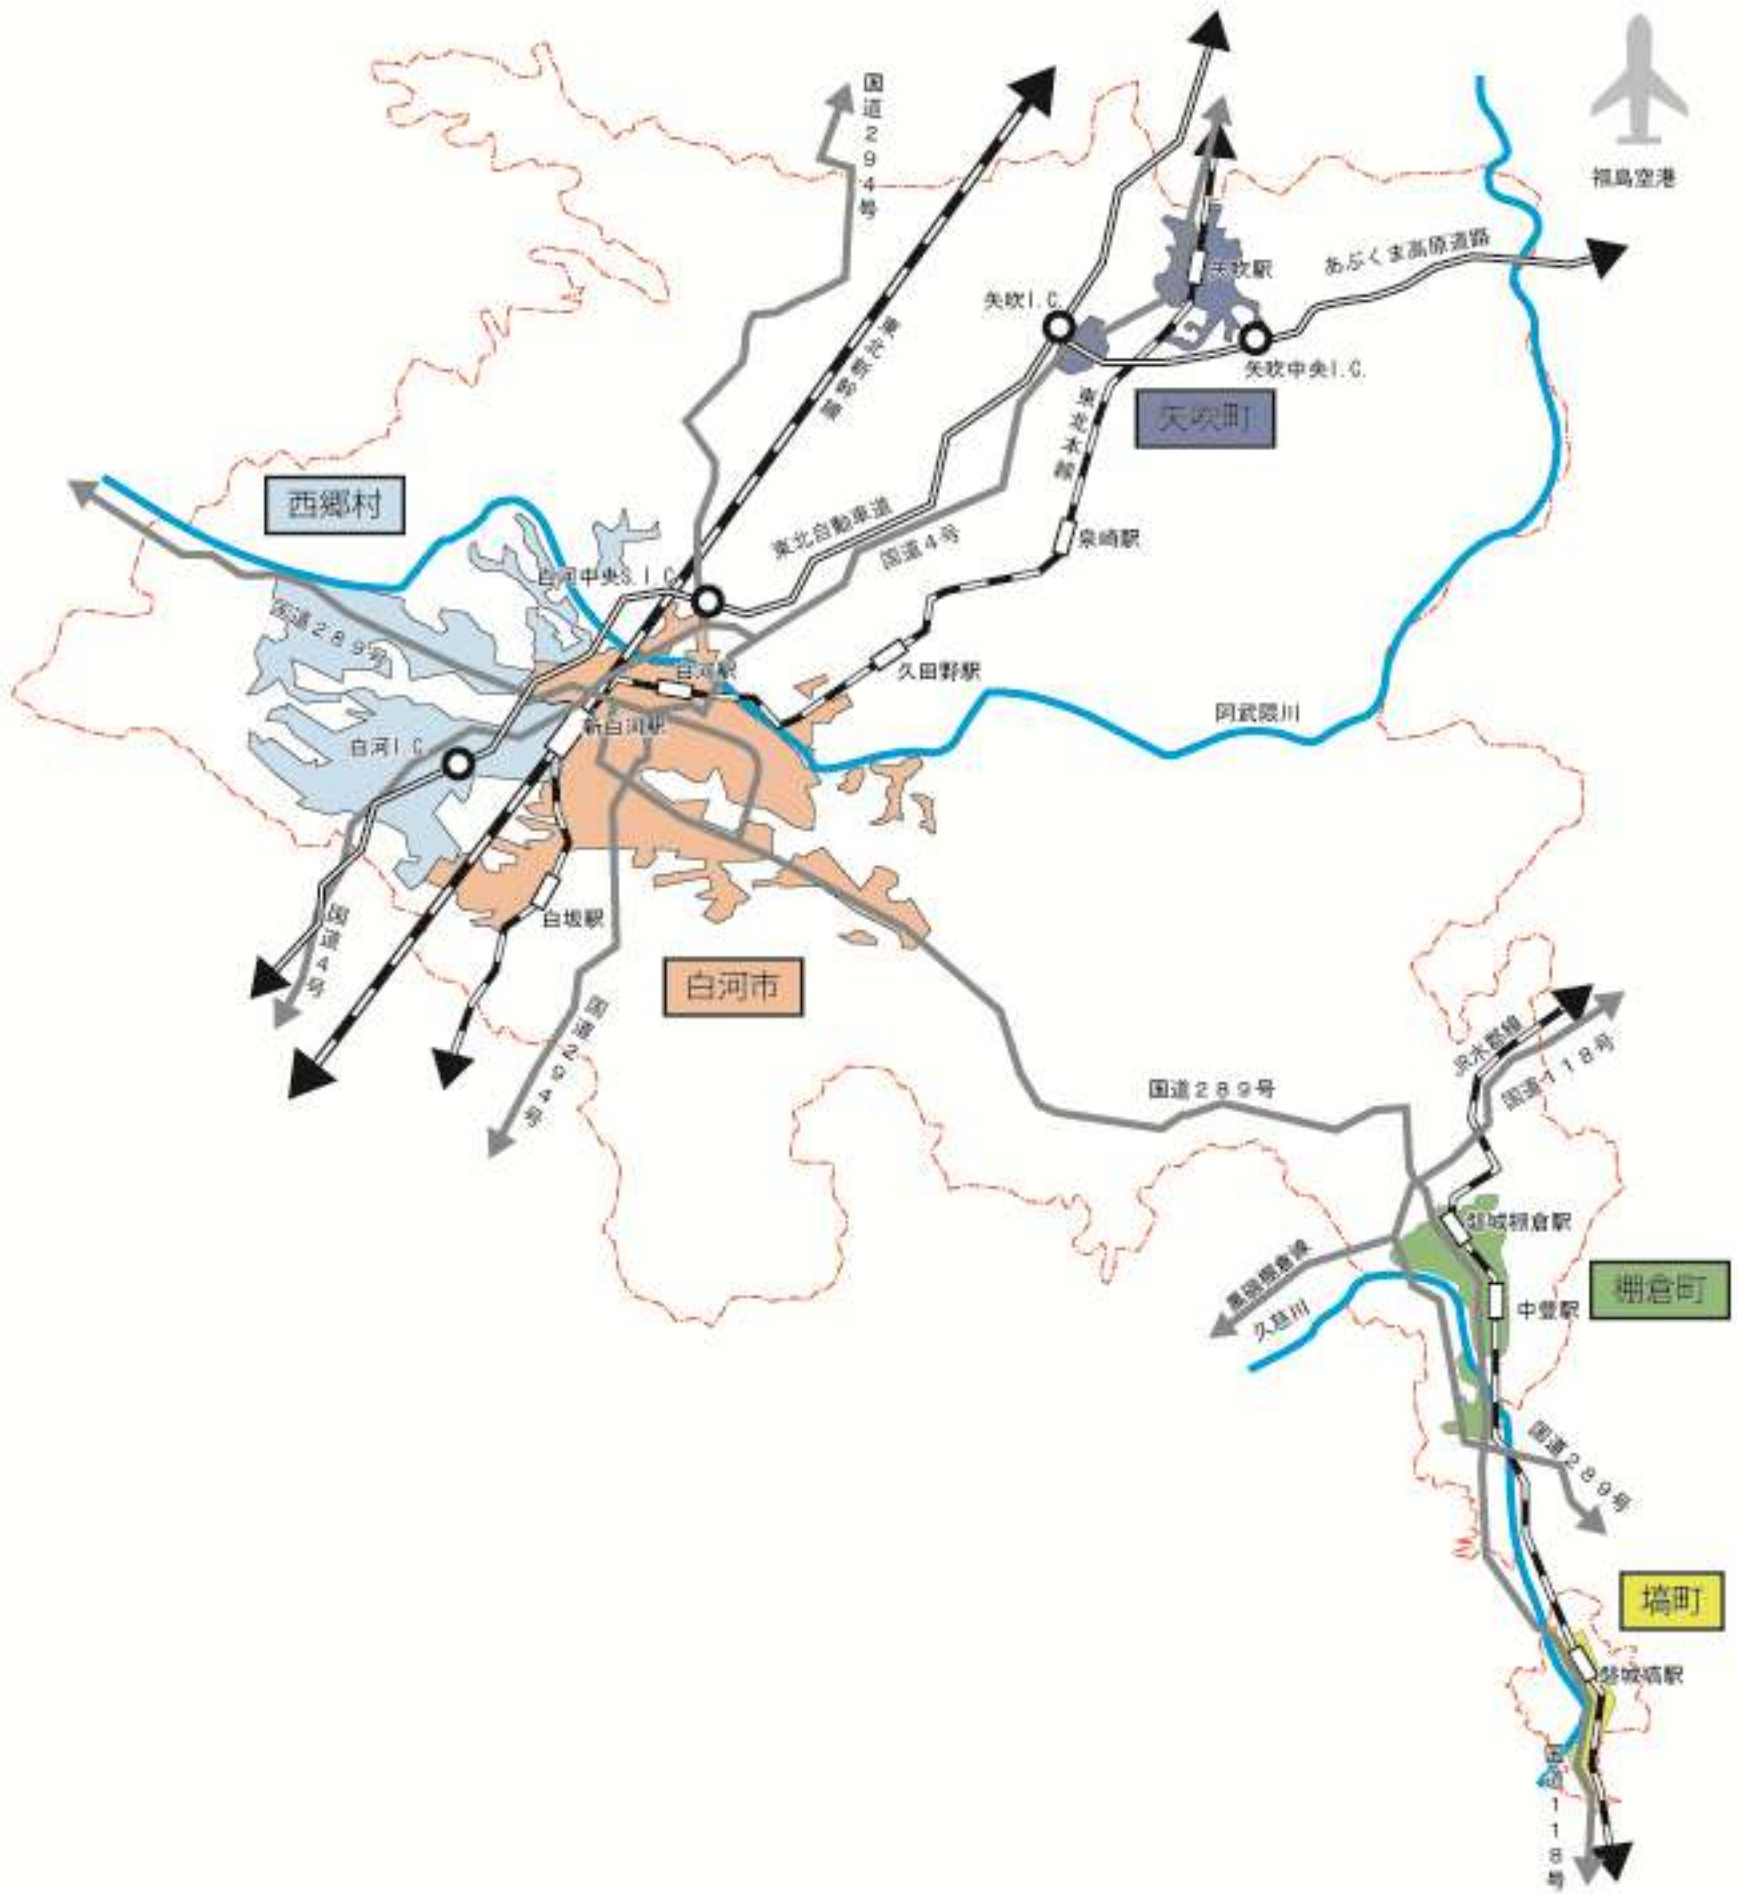 国道294号
福島空港
あぶくま高原道路
矢吹駅
矢吹I.C.
東北新幹線
矢吹中央I.C.
東北本線
矢吹町
西郷村
東北自動車道
国道4号
泉崎駅
白河中央S.I.C
国道289号
白河駅
久田野駅
阿武隈川
新白河駅
白河I.C
白坂駅
国道4号
白河市
国道294号
JR水郡線
国道118号
国道289号
磐城棚倉駅
黒磯棚倉線
棚倉町
久慈川
中豊駅
国道289号
塙町
磐城塙駅
国道118号